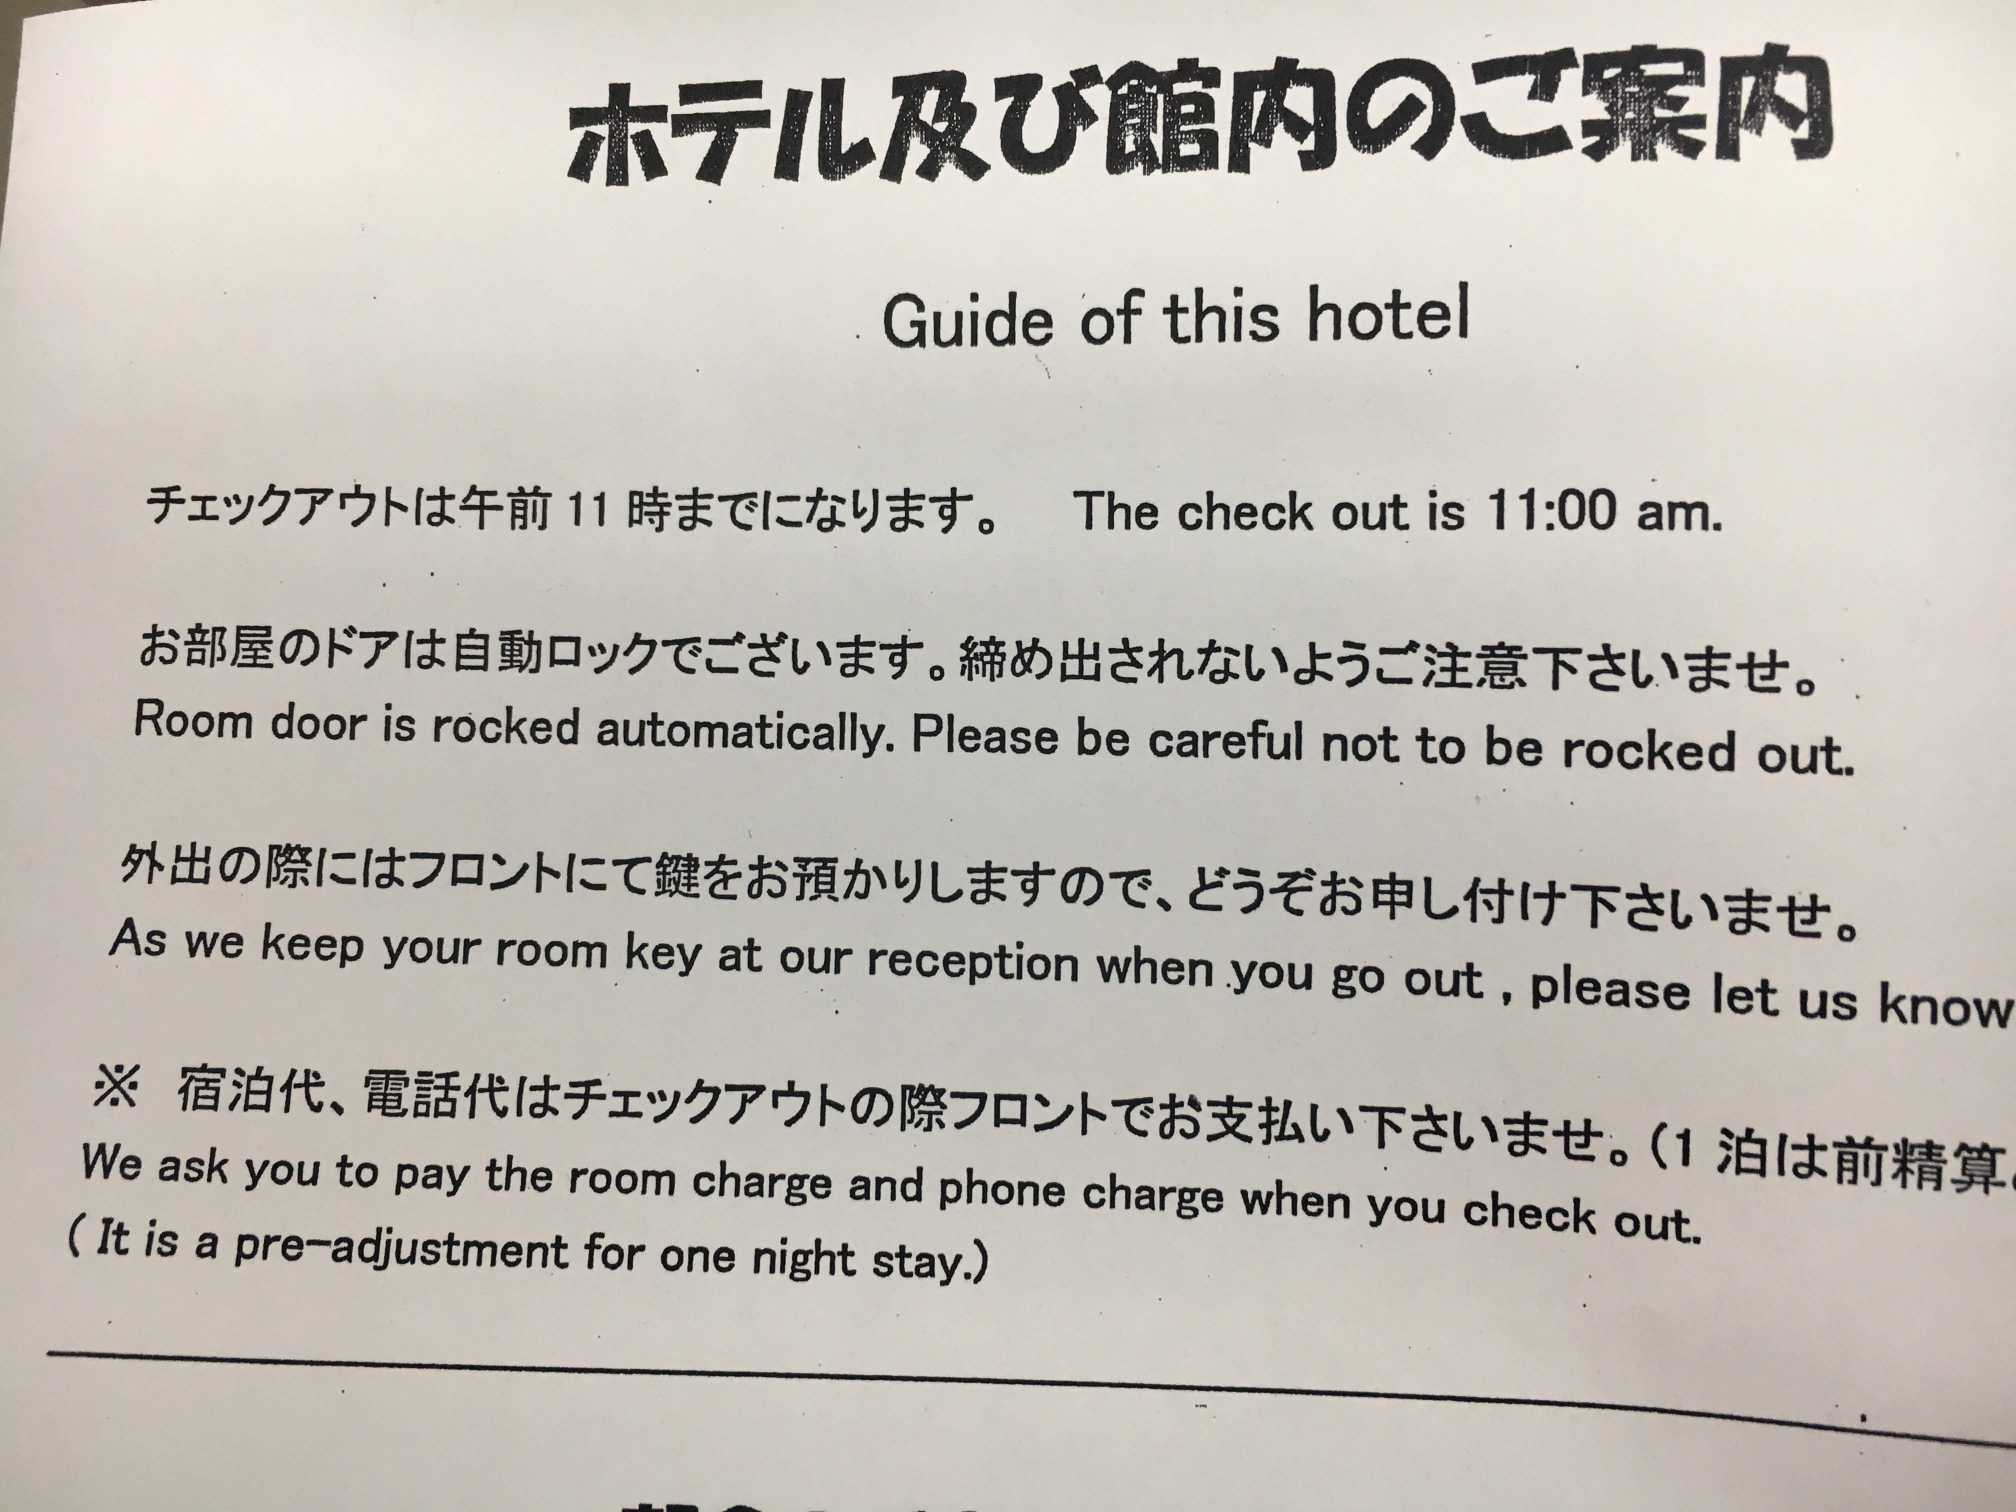 ホテル及び館内のご案内
Guide of this hotel
チェックアウトは午前 11 時までになります。 The check out is 11:00 am.
お部屋のドアは自動ロックでございます。締め出されないようご注意下さいませ。
Room door is rocked automatically. Please be careful not to be rocked out.
外出の際にはフロントにて鍵をお預かりしますので、どうぞお申し付け下さいませ。
As we keep your room key at our reception when you go out , please let us know
※ 宿泊代、電話代はチェックアウトの際フロントでお支払い下さいませ。(1 泊は前精算
We ask you to pay the room charge and phone charge when you check out.
( It is a pre-adjustment for one night stay.)